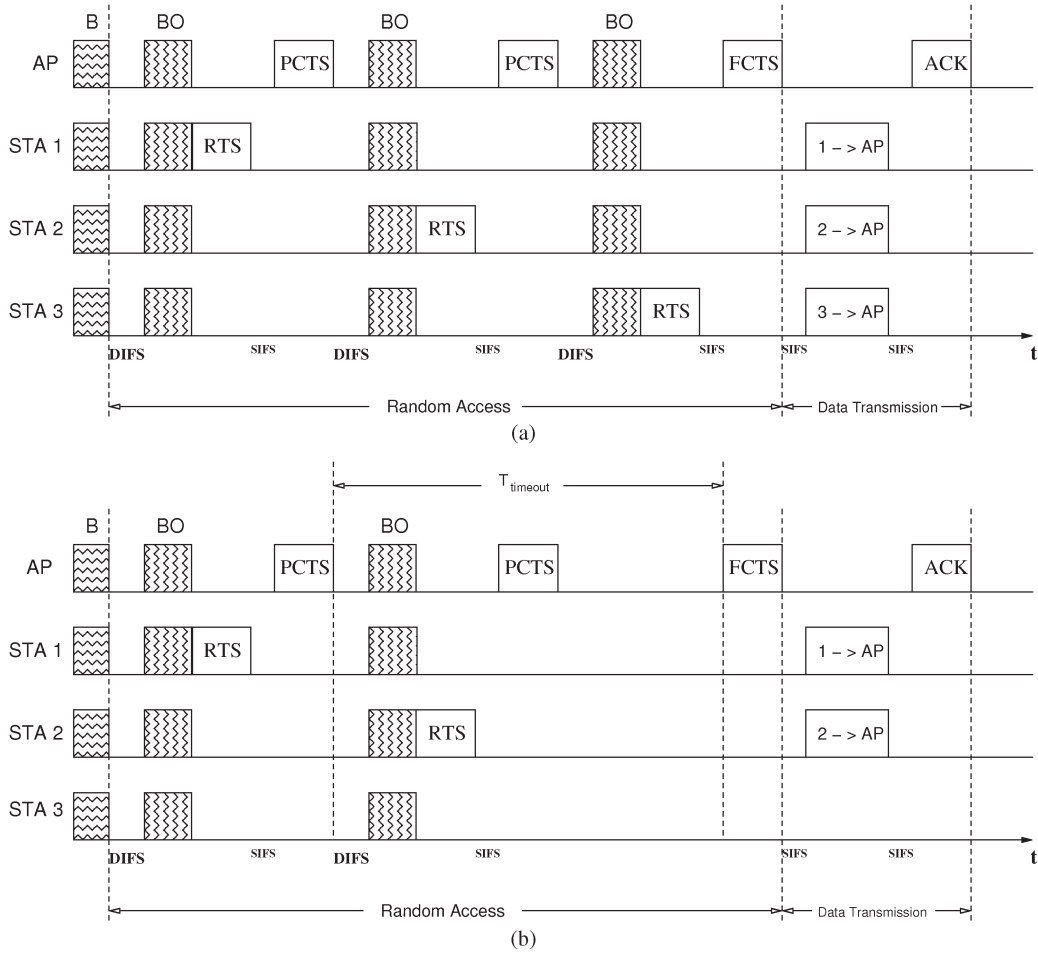 B BO BO BO
AP PCTS PCTS FCTS ACK
STA 1 RTS 1 – > AP
STA 2 RTS 2 – > AP
STA 3 RTS 3 – > AP
DIFS SIFS DIFS SIFS DIFS SIFS SIFS SIFS t
Random Access Data Transmission
(a)
T timeout
B BO BO
AP PCTS PCTS FCTS ACK
STA 1 RTS 1 – > AP
STA 2 RTS 2 – > AP
STA 3
DIFS SIFS DIFS SIFS SIFS SIFS t
Random Access Data Transmission
(b)